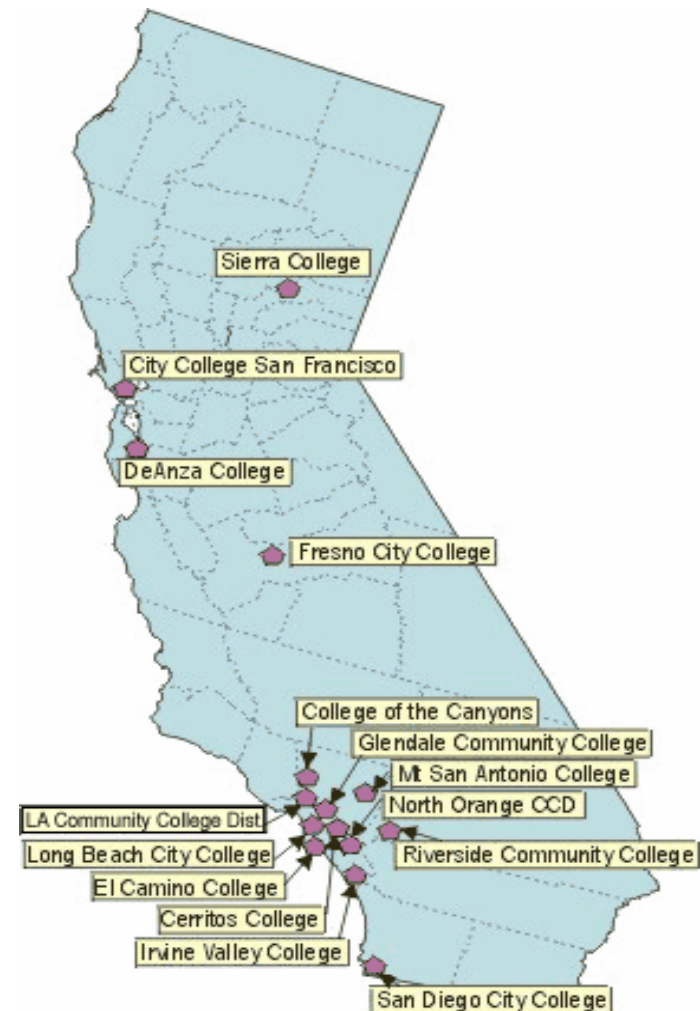 Sierra College
City College San Francisco
DeAnza College
Fresno City College
College of the Canyons
Glendale Community College
Mt San Antonio College
North Orange CCD
LA Community College Dist.
Long Beach City College
Riverside Community College
El Camino College
Cerritos College
Irvine Valley College
San Diego City College